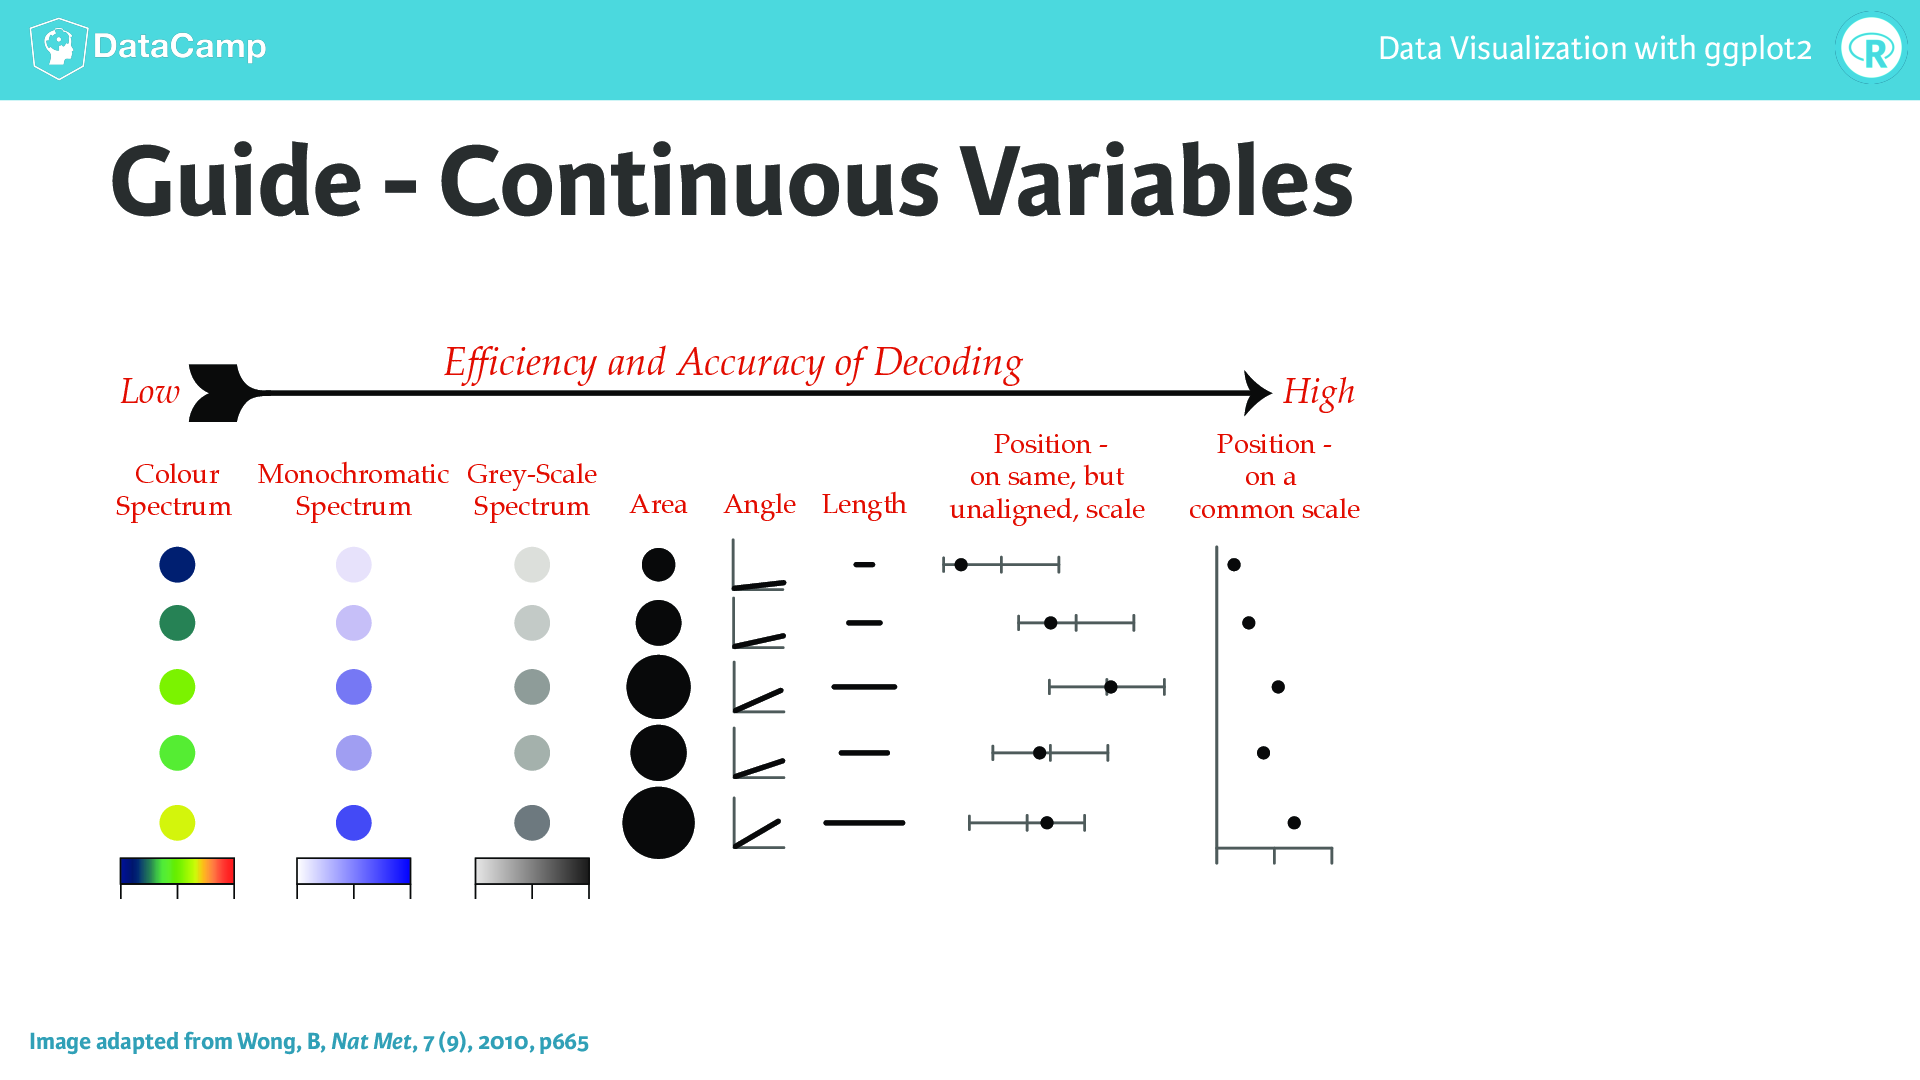 DataCamp
Data Visualization with ggplot2
R
Guide - Continuous Variables
Efficiency and Accuracy of Decoding
Low
High
Colour
Spectrum
Monochromatic
Spectrum
Grey-Scale
Spectrum
Area
Angle
Length
Position -
on same, but
unaligned, scale
Position -
on a
common scale
Image adapted from Wong, B, Nat Met, 7 (9), 2010, p665